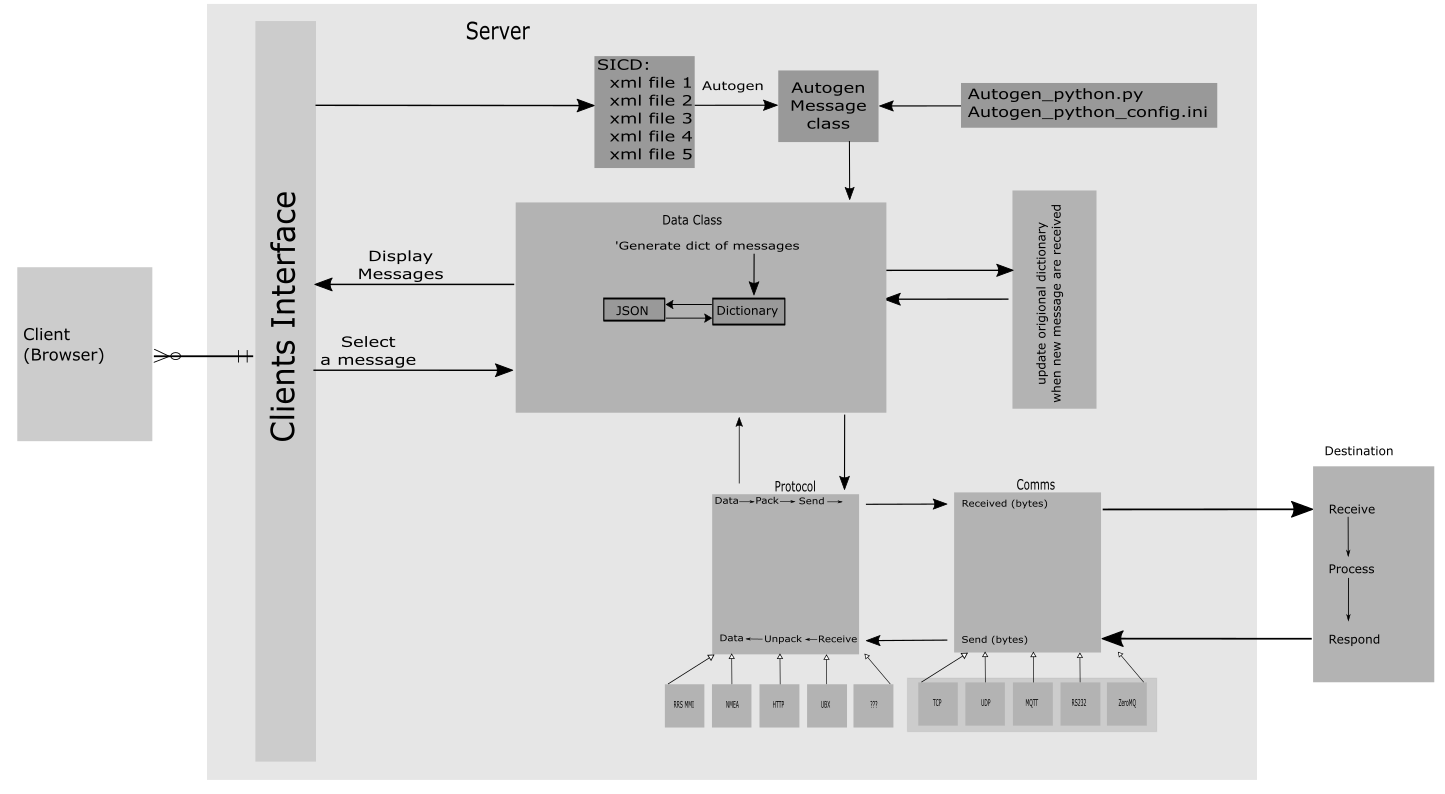 Server
SICD:
xml file 1
xml file 2
xml file 3
xml file 4
xml file 5
Autogen
Autogen
Message
class
Autogen_python.py
Autogen_python_config.ini
Clients Interface
Client
(Browser)
Display
Messages
Select
a message
Data Class
'Generate dict of messages
JSON
Dictionary
update origional dictionary
when new message are received
Protocol
Data Pack Send
Data Unpack Receive
RRS MMI
NMEA
HTTP
UBX
???
Comms
Received (bytes)
Send (bytes)
TCP
UDP
MQTT
RS232
ZeroMQ
Destination
Receive
Process
Respond